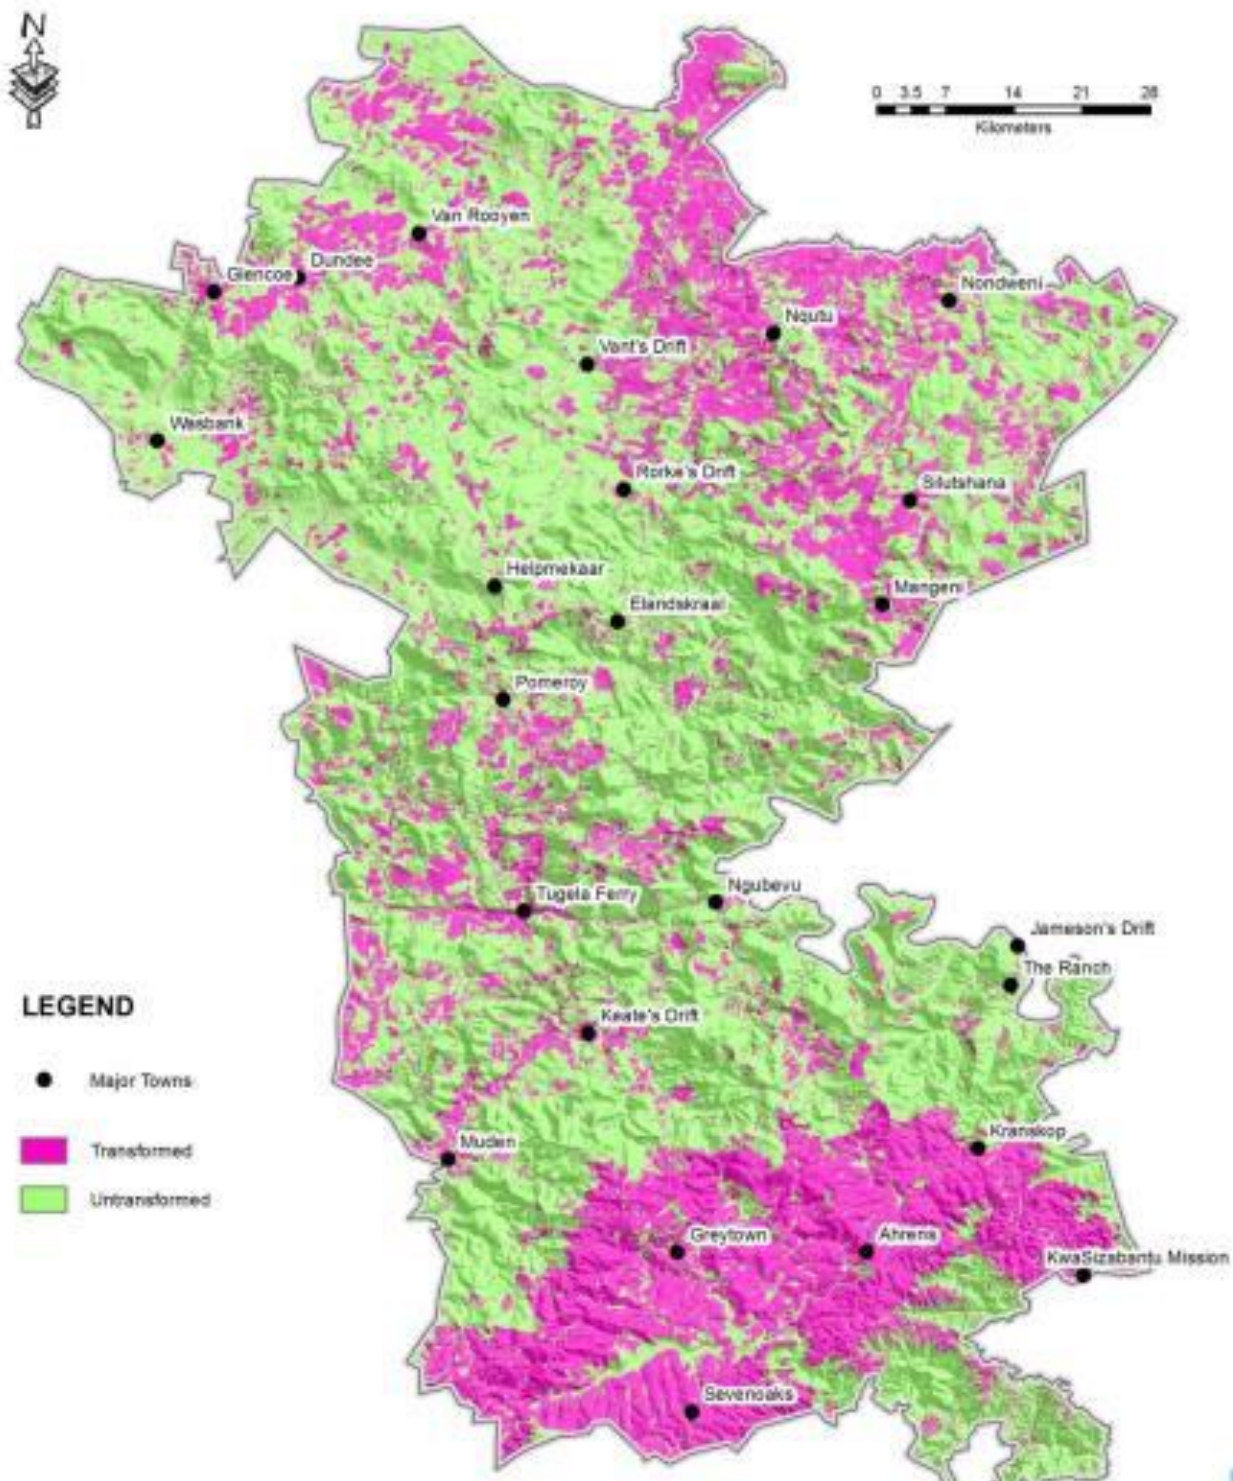 N
0 3.5 7 14 21 28
Kilometers
Van Rooyen
Dundee
Glencoe
Nondweni
Nqutu
Vant's Drift
Wasbank
Rorke's Drift
Silutshana
Helpmekaar
Mangeni
Elandskraal
Pomeroy
Ngubevu
Tugela Ferry
Jameson's Drift
The Ranch
LEGEND
Keate's Drift
Major Towns
Kranskop
Muden
Transformed
Untransformed
Greytown
Ahrens
KwaSizabantu Mission
Sevenoaks